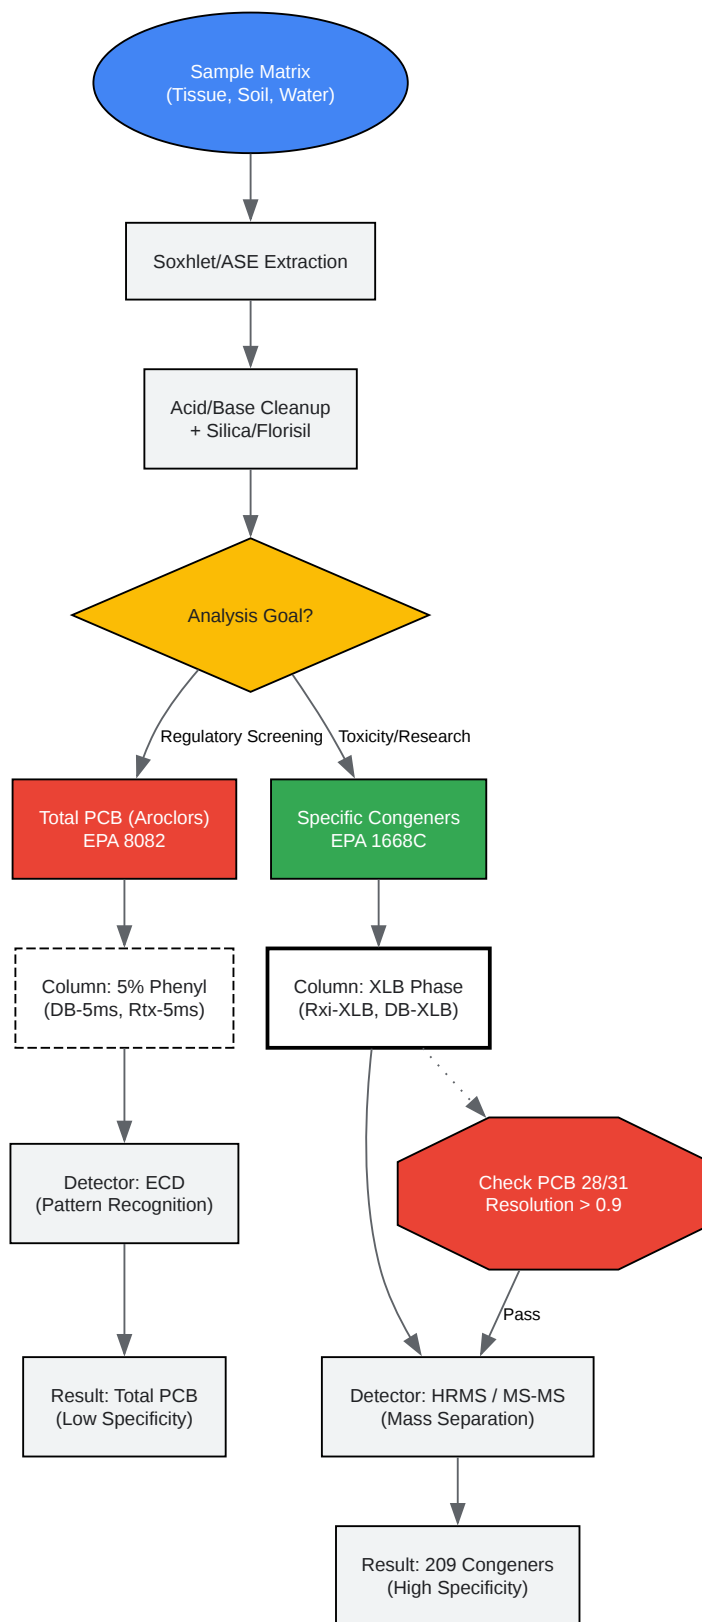 Sample Matrix
(Tissue, Soil, Water)
Soxhlet/ASE Extraction
Acid/Base Cleanup
+ Silica/Florisil
Analysis Goal?
Regulatory Screening
Toxicity/Research
Total PCB (Aroclors)
EPA 8082
Specific Congeners
EPA 1668C
Column: 5% Phenyl
(DB-5ms, Rtx-5ms)
Column: XLB Phase
(Rxi-XLB, DB-XLB)
Detector: ECD
(Pattern Recognition)
Check PCB 28/31
Resolution > 0.9
Pass
Result: Total PCB
(Low Specificity)
Detector: HRMS / MS-MS
(Mass Separation)
Result: 209 Congeners
(High Specificity)